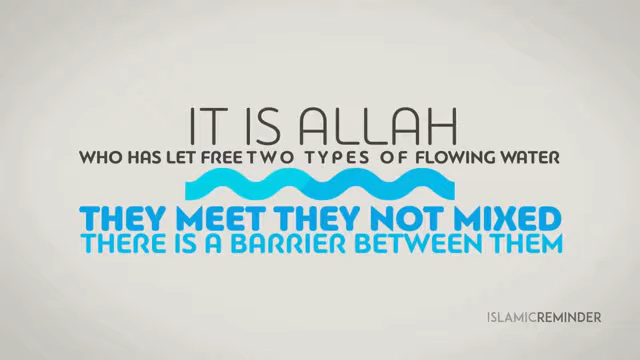 IT IS ALLAH
WHO HAS LET FREE TWO TYPES OF FLOWING WATER
THEY MEET THEY NOT MIXED
THERE IS A BARRIER BETWEEN THEM
ISLAMICREMINDER